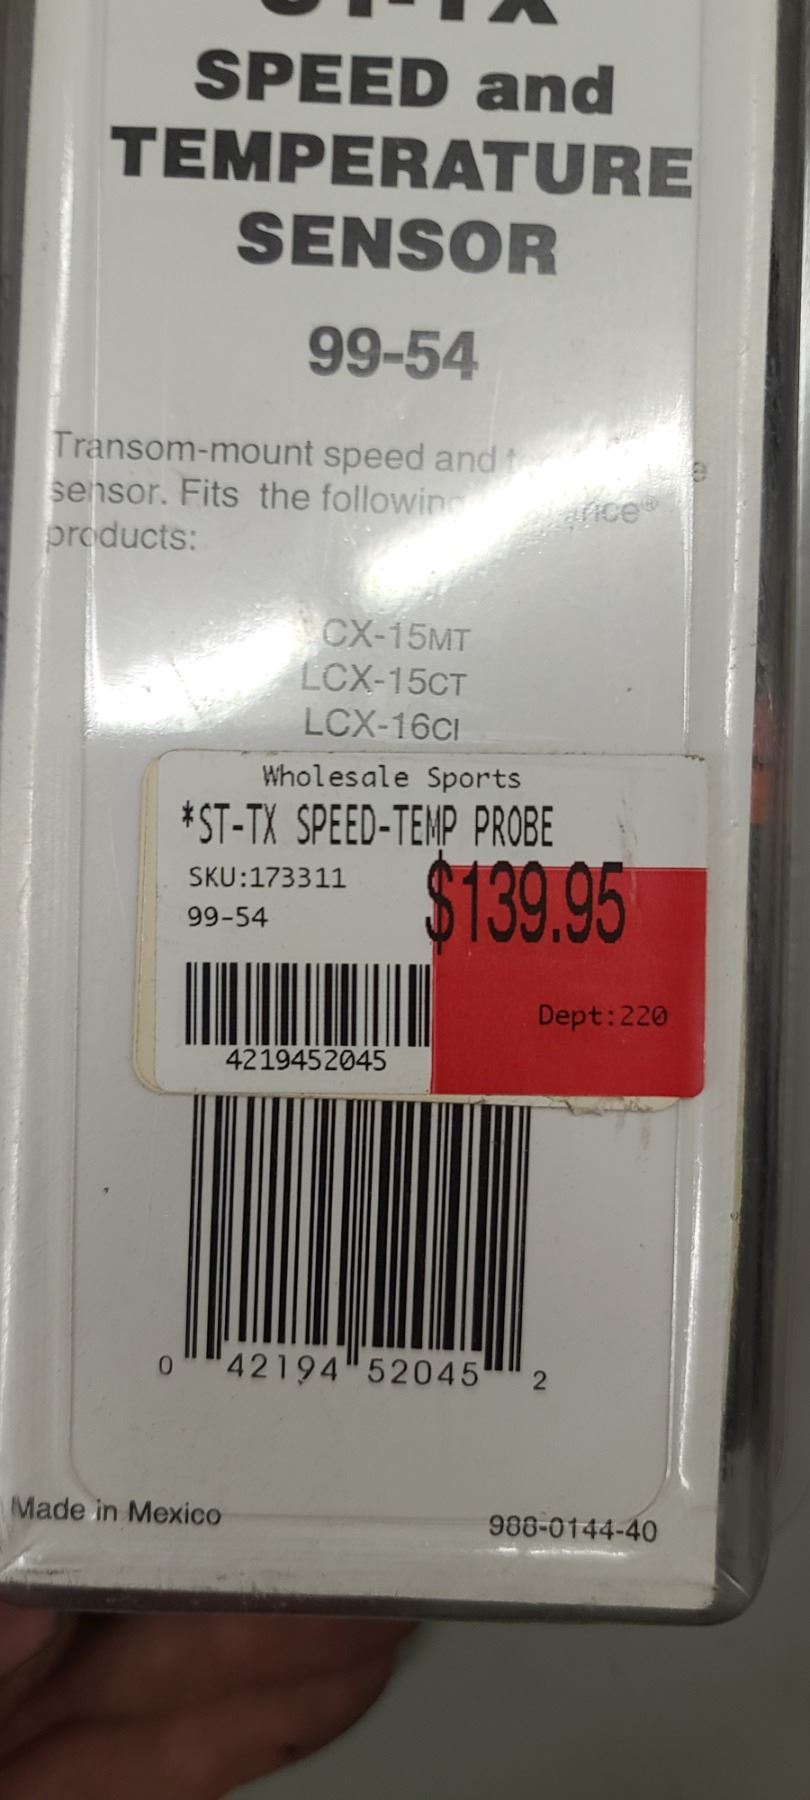 ST-TX
SPEED and
TEMPERATURE
SENSOR
99-54
Transom-mount speed and
sensor. Fits the following
products:
CX-15MT
LCX-15CT
LCX-16CI
Wholesale Sports
*ST-TX SPEED-TEMP PROBE
SKU:173311
$139.95
99-54
Dept:220
4219452045
0 42194 52045 2
Made in Mexico
988-0144-40